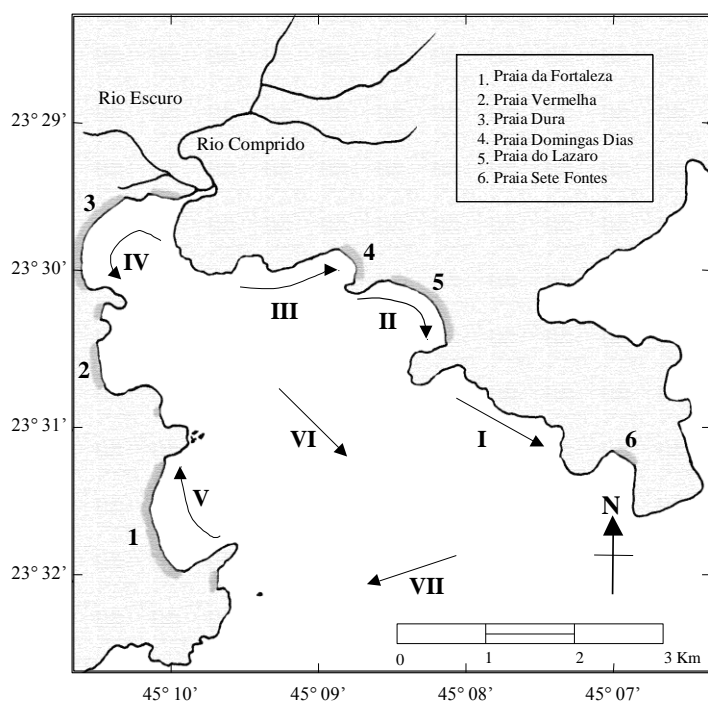 Rio Escuro
Rio Comprido
1. Praia da Fortaleza
2. Praia Vermelha
3. Praia Dura
4. Praia Domingas Dias
5. Praia do Lazaro
6. Praia Sete Fontes
23° 29'
23° 30'
23° 31'
23° 32'
3
IV
4
5
III
II
2
VI
I
6
V
1
N
VII
0 1 2 3 Km
45° 10' 45° 09' 45° 08' 45° 07'